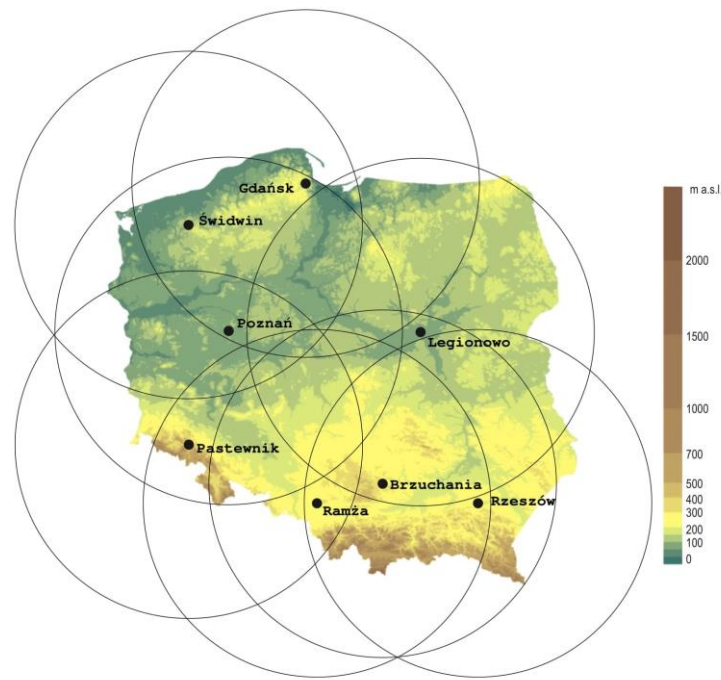 Gdańsk
Świdwin
Poznań
Legionowo
Pastewnik
Brzuchania
Ramża
Rzeszów
m a.s.l.
2000
1500
1000
700
500
400
300
200
100
0